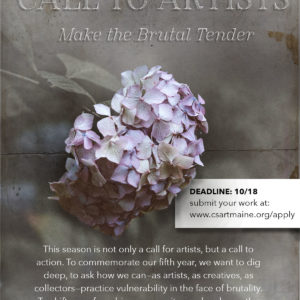 CALL TO ARTISTS
Make the Brutal Tender
DEADLINE: 10/18
submit your work at:
www.csartmaine.org/apply
This season is not only a call for artists, but a call to
action. To commemorate our fifth year, we want to dig
deep, to ask how we can–as artists, as creatives, as
collectors–practice vulnerability in the face of brutality.